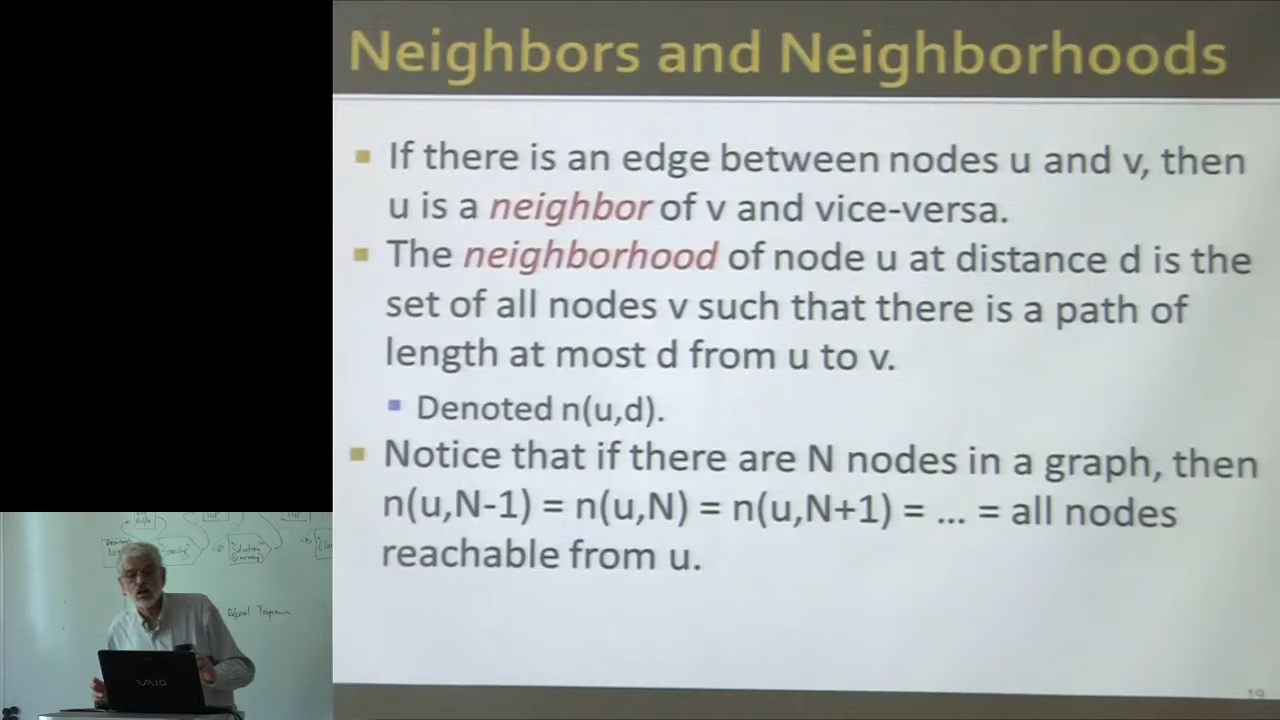 Neighbors and Neighborhoods
If there is an edge between nodes u and v, then
u is a neighbor of v and vice-versa.
The neighborhood of node u at distance d is the
set of all nodes v such that there is a path of
length at most d from u to v.
Denoted n(u,d).
Notice that if there are N nodes in a graph, then
n(u,N-1) = n(u,N) = n(u,N+1) = ... = all nodes
reachable from u.
19
VAIO